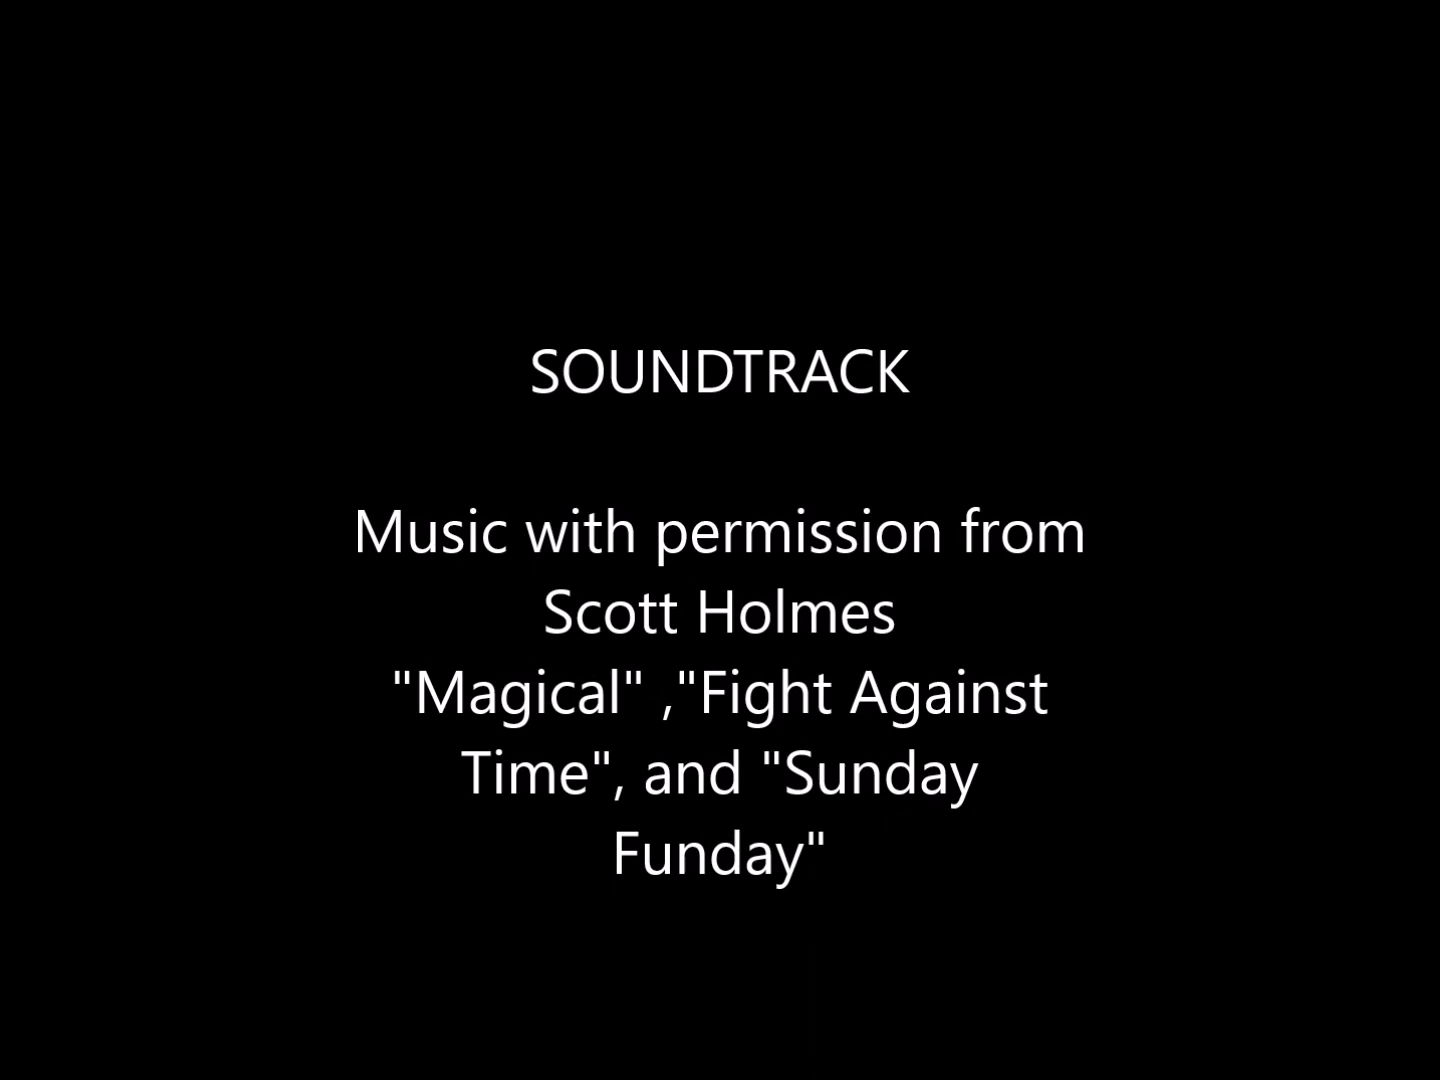 SOUNDTRACK
Music with permission from
Scott Holmes
"Magical" ,"Fight Against
Time", and "Sunday
Funday"